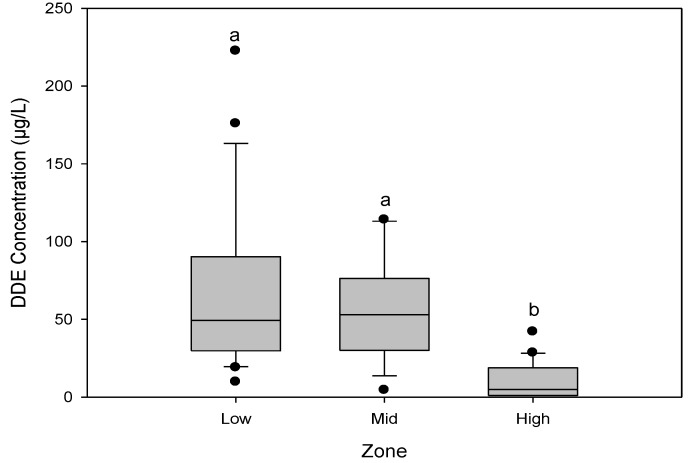 250
200
150
100
50
0
DDE Concentration (µg/L)
a
a
b
Low Mid High
Zone